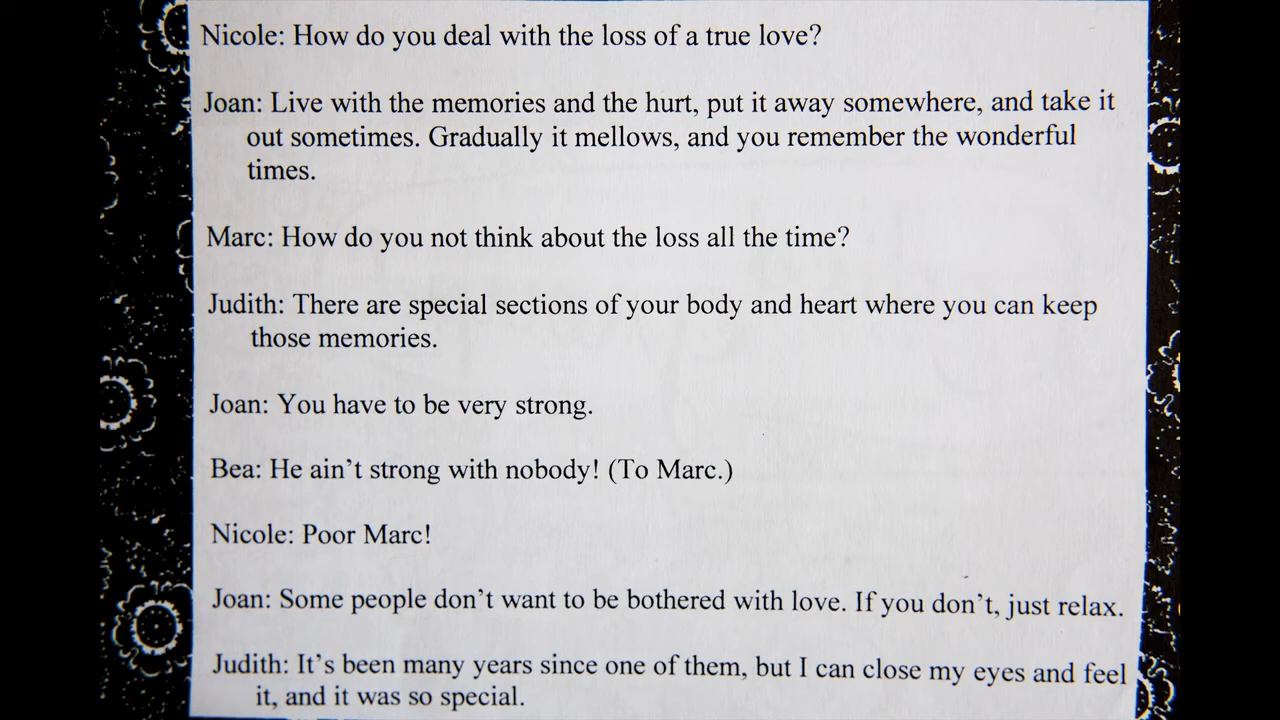 Nicole: How do you deal with the loss of a true love?
Joan: Live with the memories and the hurt, put it away somewhere, and take it
out sometimes. Gradually it mellows, and you remember the wonderful
times.
Marc: How do you not think about the loss all the time?
Judith: There are special sections of your body and heart where you can keep
those memories.
Joan: You have to be very strong.
Bea: He ain’t strong with nobody! (To Marc.)
Nicole: Poor Marc!
Joan: Some people don’t want to be bothered with love. If you don’t, just relax.
Judith: It’s been many years since one of them, but I can close my eyes and feel
it, and it was so special.